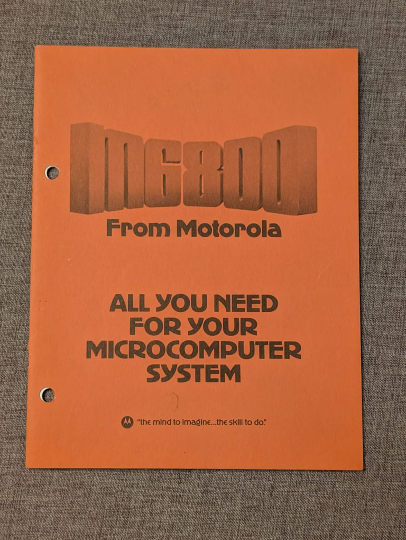 M6800
From Motorola
ALL YOU NEED
FOR YOUR
MICROCOMPUTER
SYSTEM
"the mind to imagine...the skill to do."